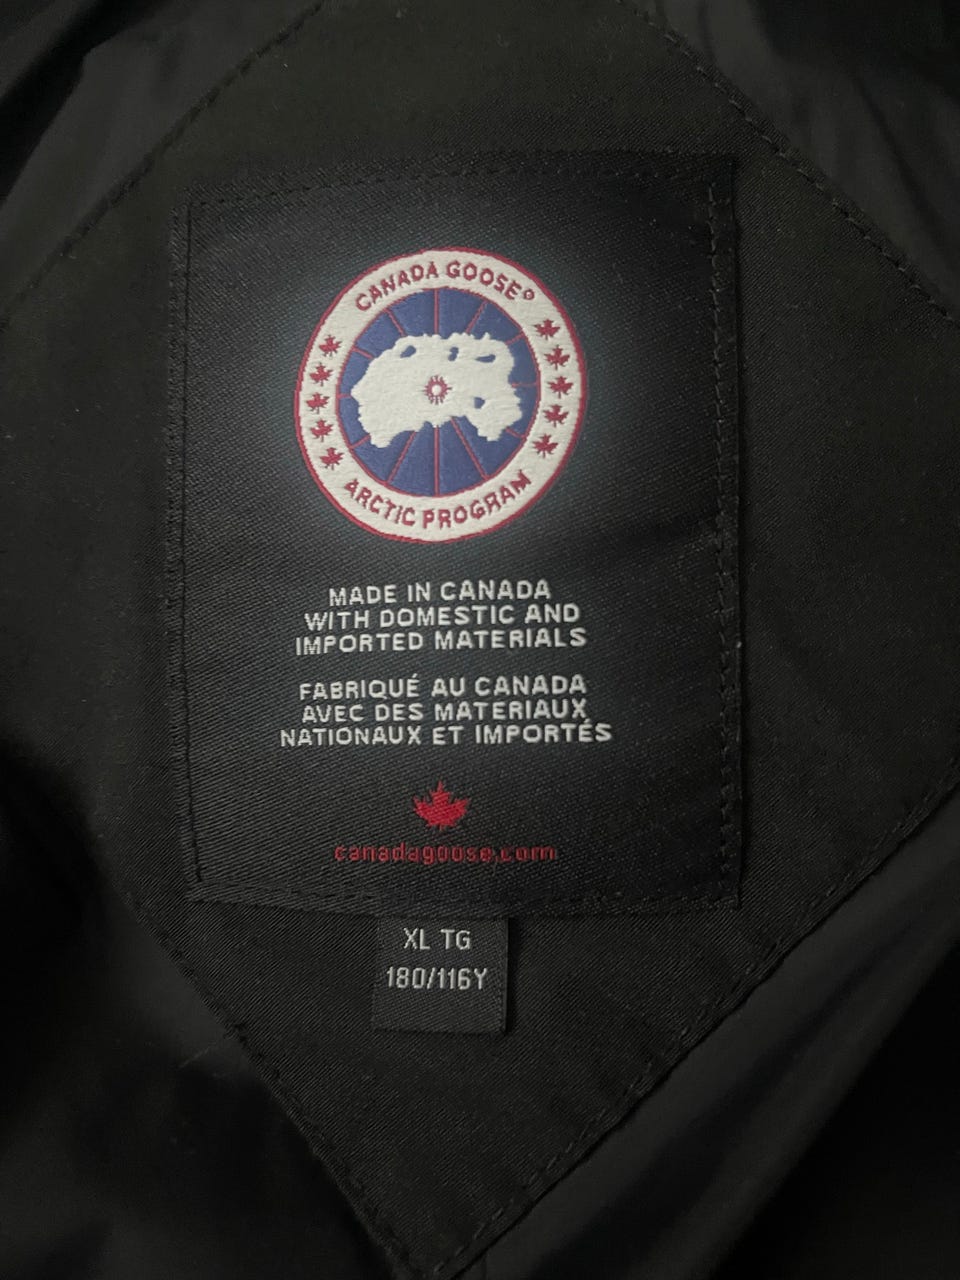 CANADA GOOSE®
ARCTIC PROGRAM
MADE IN CANADA
WITH DOMESTIC AND
IMPORTED MATERIALS
FABRIQUÉ AU CANADA
AVEC DES MATERIAUX
NATIONAUX ET IMPORTÉS
canadagoose.com
XL TG
180/116Y